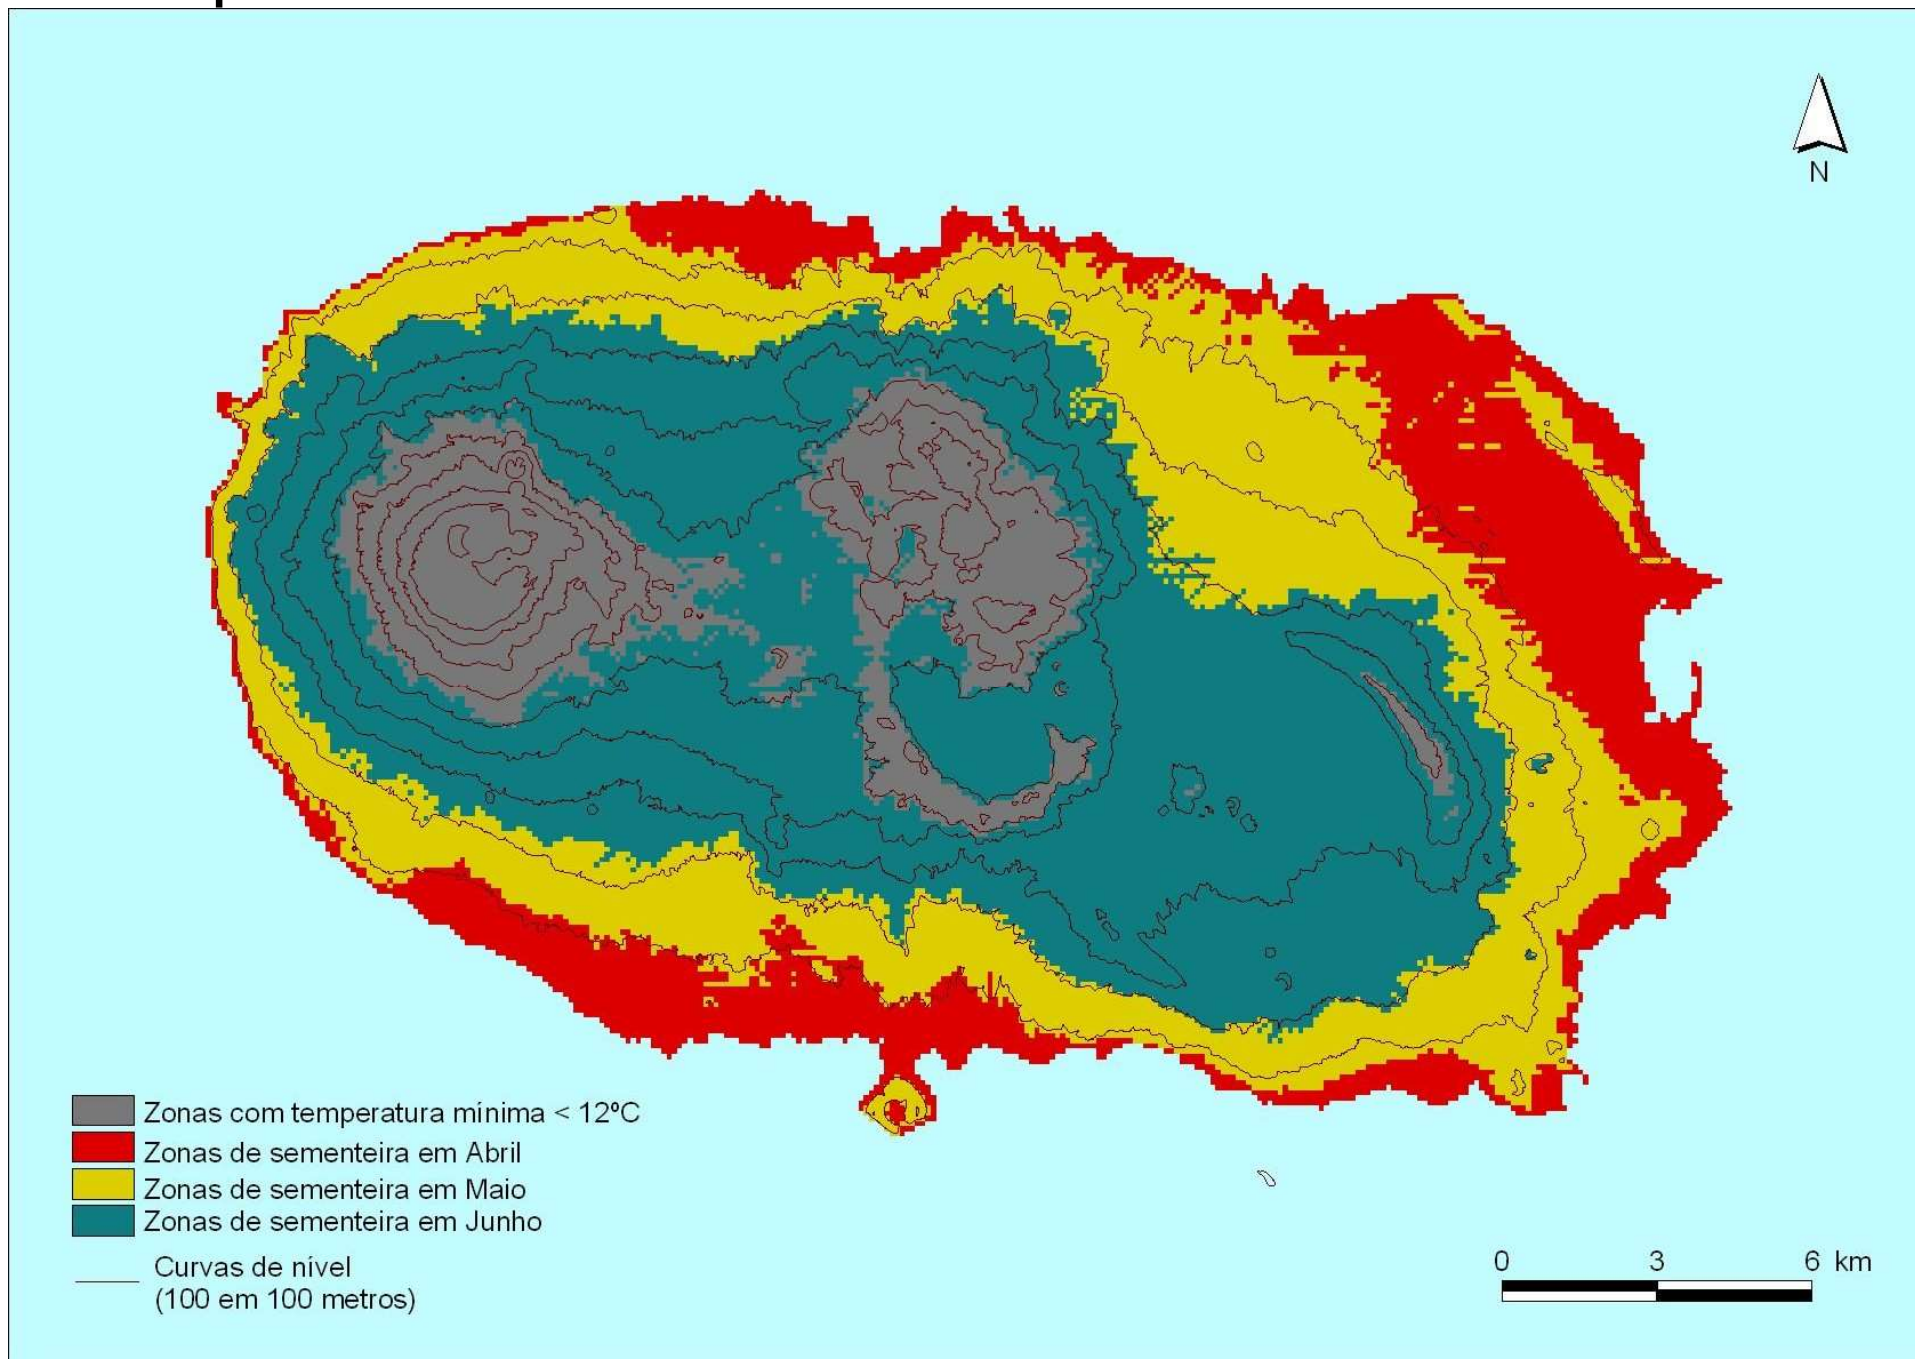 N
Zonas com temperatura mínima < 12ºC
Zonas de sementeira em Abril
Zonas de sementeira em Maio
Zonas de sementeira em Junho
Curvas de nível
(100 em 100 metros)
0 3 6 km